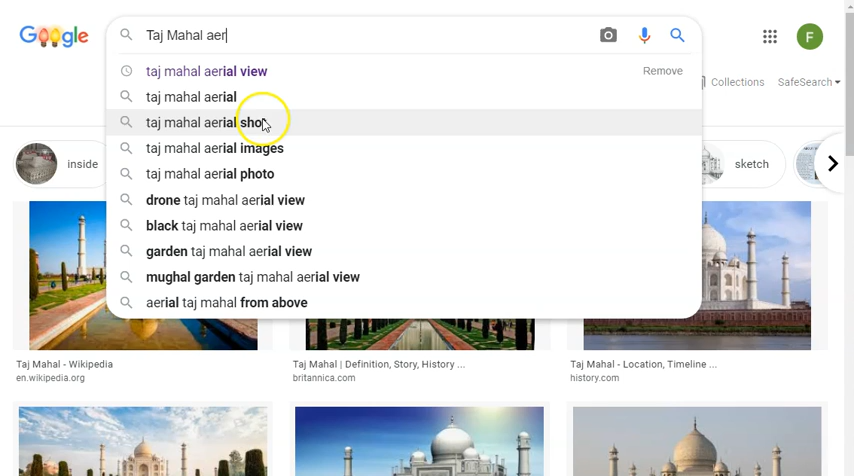 Google
Taj Mahal aer
Collections SafeSearch
F
taj mahal aerial view Remove
taj mahal aerial
taj mahal aerial
taj mahal aerial images
taj mahal aerial photo
drone taj mahal aerial view
black taj mahal aerial view
garden taj mahal aerial view
mughal garden taj mahal aerial view
aerial taj mahal from above
inside
sketch
Taj Mahal - Wikipedia
en.wikipedia.org
Taj Mahal | Definition, Story, History ...
britannica.com
Taj Mahal - Location, Timeline ...
history.com